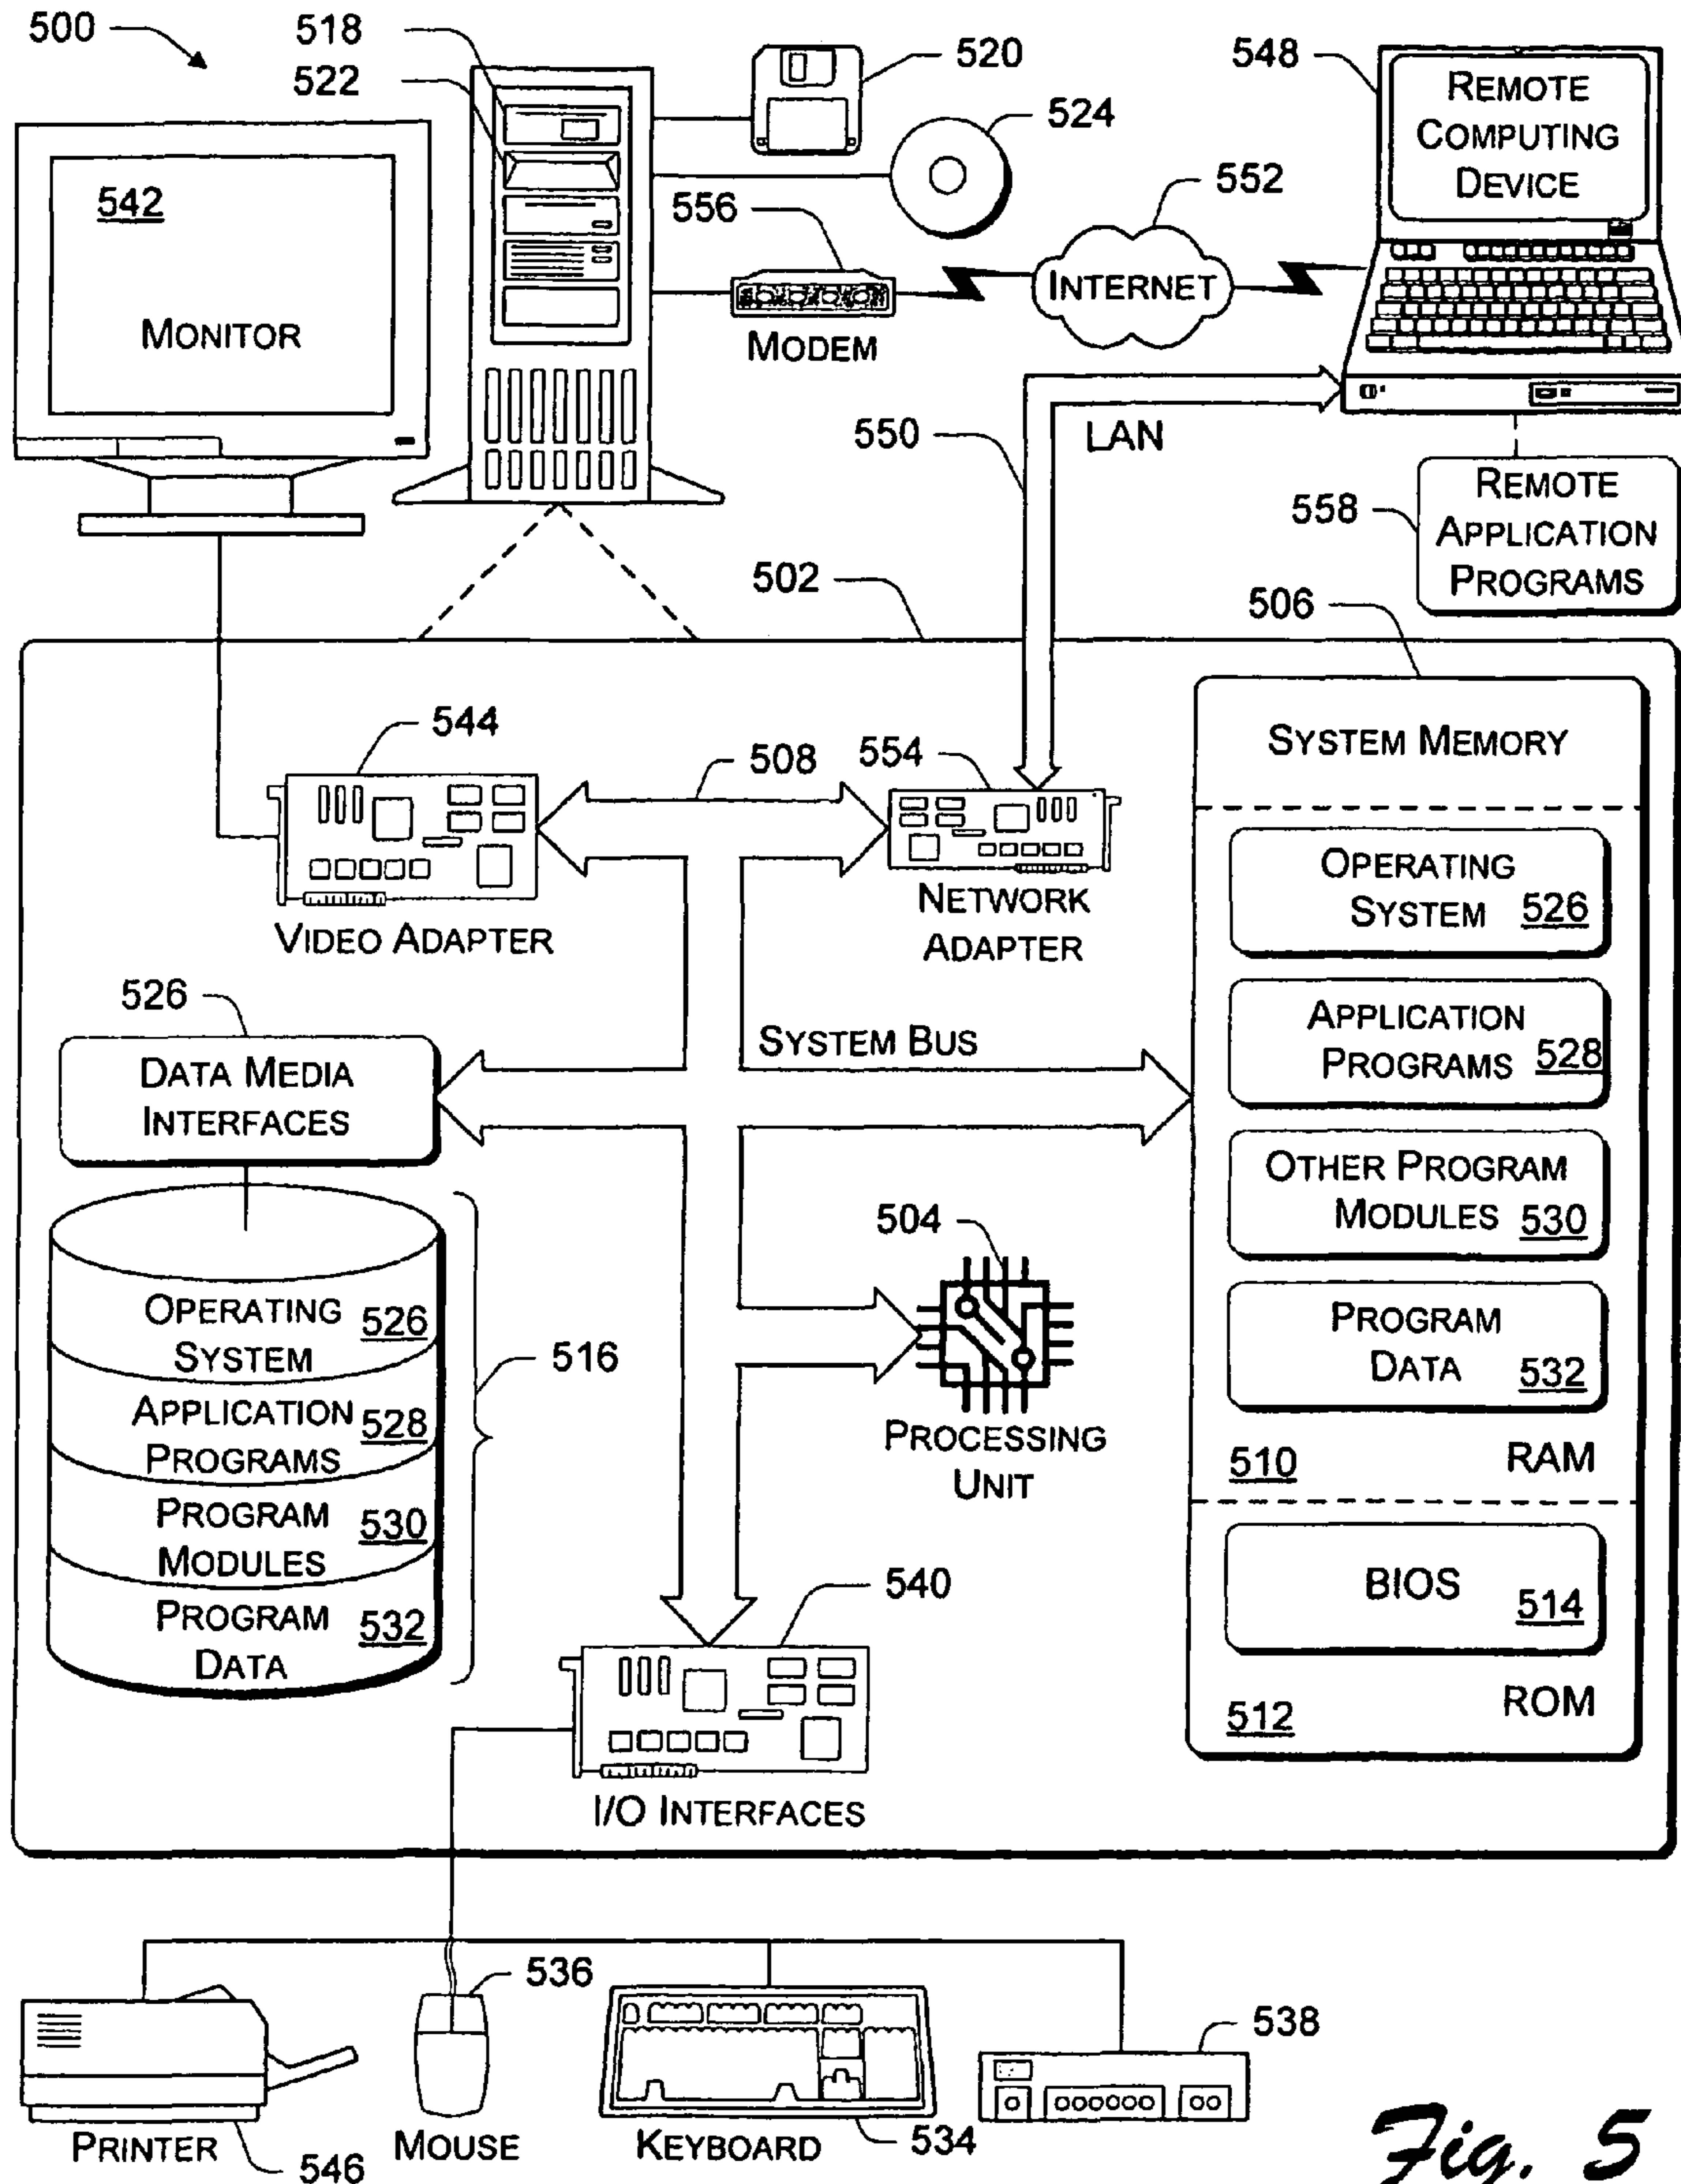 500
518
522
520
524
548
REMOTE
COMPUTING
DEVICE
542
MONITOR
556
MODEM
552
INTERNET
550
LAN
558
REMOTE
APPLICATION
PROGRAMS
502
506
544
VIDEO ADAPTER
508
554
NETWORK
ADAPTER
SYSTEM MEMORY
OPERATING
SYSTEM 526
APPLICATION
PROGRAMS 528
OTHER PROGRAM
MODULES 530
PROGRAM
DATA 532
510 RAM
BIOS 514
512 ROM
526
DATA MEDIA
INTERFACES
SYSTEM BUS
OPERATING
SYSTEM 526
APPLICATION
PROGRAMS 528
PROGRAM
MODULES 530
PROGRAM
DATA 532
516
504
PROCESSING
UNIT
540
I/O INTERFACES
PRINTER
546
536
MOUSE
KEYBOARD
534
538
Fig. 5